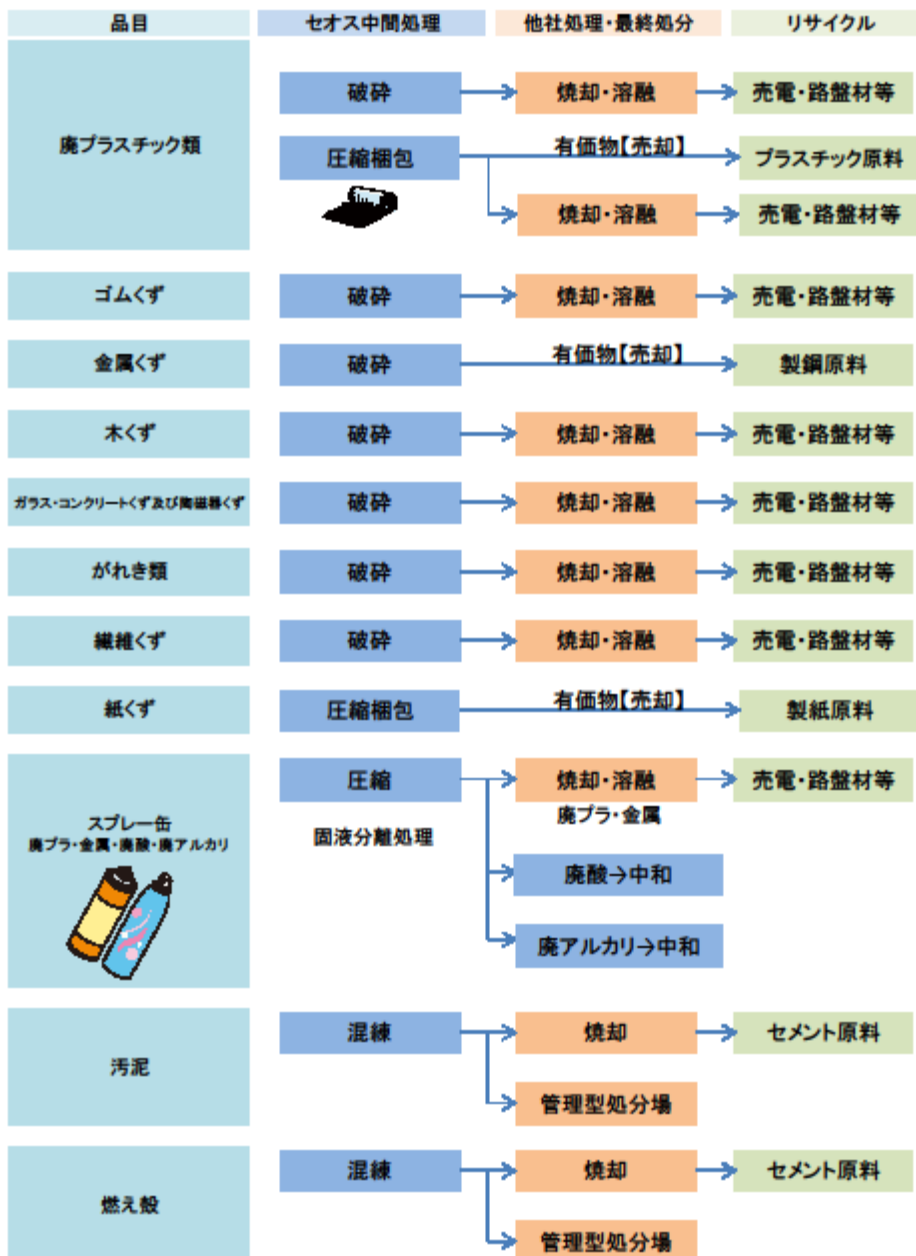 品目
セオス中間処理
他社処理・最終処分
リサイクル
廃プラスチック類
破砕
焼却・溶融
売電・路盤材等
圧縮梱包
有価物【売却】
プラスチック原料
焼却・溶融
売電・路盤材等
ゴムくず
破砕
焼却・溶融
売電・路盤材等
金属くず
破砕
有価物【売却】
製鋼原料
木くず
破砕
焼却・溶融
売電・路盤材等
ガラス・コンクリートくず及び陶磁器くず
破砕
焼却・溶融
売電・路盤材等
がれき類
破砕
焼却・溶融
売電・路盤材等
繊維くず
破砕
焼却・溶融
売電・路盤材等
紙くず
圧縮梱包
有価物【売却】
製紙原料
スプレー缶
廃プラ・金属・廃酸・廃アルカリ
圧縮
固液分離処理
焼却・溶融
廃プラ・金属
売電・路盤材等
廃酸→中和
廃アルカリ→中和
汚泥
混練
焼却
セメント原料
管理型処分場
燃え殻
混練
焼却
セメント原料
管理型処分場